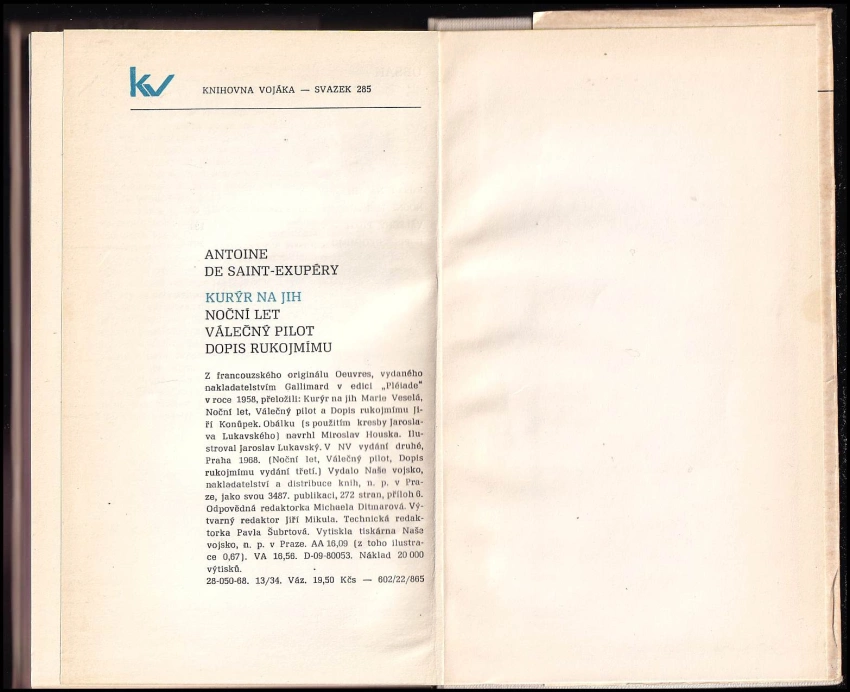 kv
KNIHOVNA VOJÁKA — SVAZEK 285
ANTOINE
DE SAINT-EXUPÉRY
KURÝR NA JIH
NOČNÍ LET
VÁLEČNÝ PILOT
DOPIS RUKOJMÍMU
Z francouzského originálu Oeuvres, vydaného
nakladatelstvím Gallimard v edici „Pléiade“
v roce 1958, přeložili: Kurýr na jih Marie Veselá,
Noční let, Válečný pilot a Dopis rukojmímu Ji-
ří Konůpek. Obálku (s použitím kresby Jarosla-
va Lukavského) navrhl Miroslav Houska. Ilu-
stroval Jaroslav Lukavský. V NV vydání druhé,
Praha 1968. (Noční let, Válečný pilot, Dopis
rukojmímu vydání třetí.) Vydalo Naše vojsko,
nakladatelství a distribuce knih, n. p. v Pra-
ze, jako svou 3487. publikaci, 272 stran, příloh 0.
Odpovědná redaktorka Michaela Ditmarová. Vý-
tvarný redaktor Jiří Mikula. Technická redak-
torka Pavla Šubrtová. Vytiskla tiskárna Naše
vojsko, n. p. v Praze. AA 16,09 (z toho ilustra-
ce 0,67). VA 16,56. D-09-80053. Náklad 20 000
výtisků.
28-050-68. 13/34. Váz. 19,50 Kčs — 602/22/865